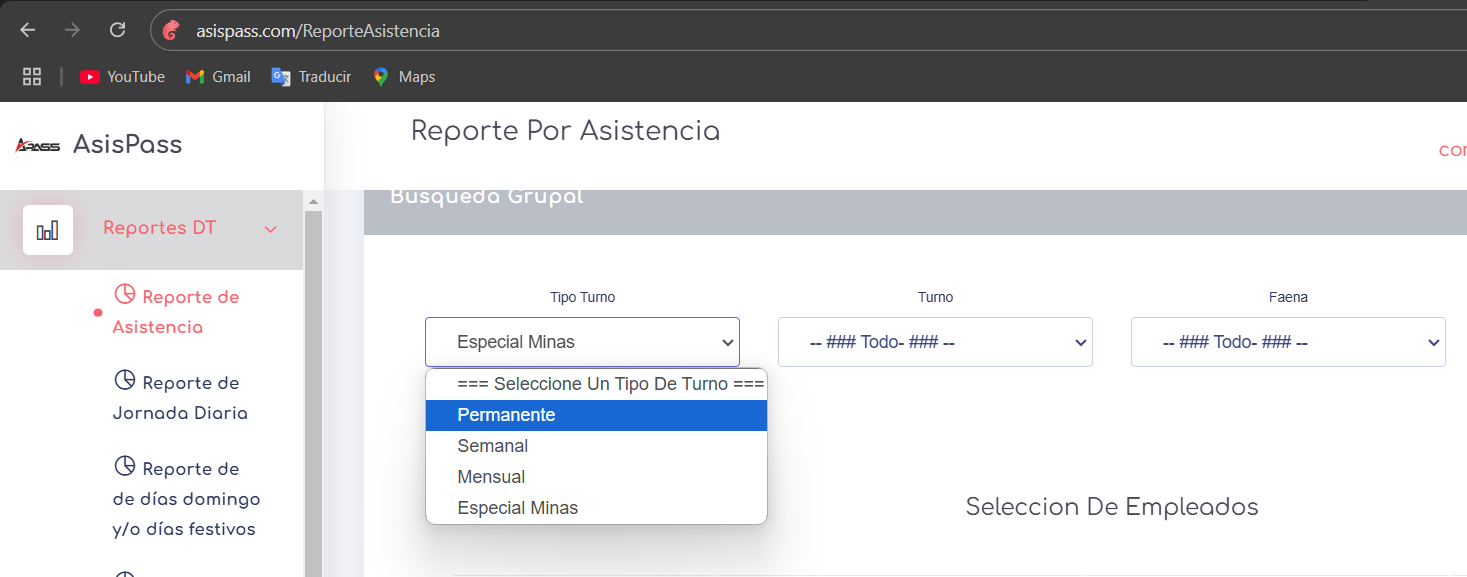 asispass.com/ReporteAsistencia
YouTube Gmail Traducir Maps
APASS AsisPass
Reporte Por Asistencia
Busqueda Grupal
Reportes DT
Reporte de
Asistencia
Reporte de
Jornada Diaria
Reporte de
de días domingo
y/o días festivos
Tipo Turno
Especial Minas
=== Seleccione Un Tipo De Turno ===
Permanente
Semanal
Mensual
Especial Minas
Turno
-- ### Todo- ### --
Faena
-- ### Todo- ### --
Seleccion De Empleados